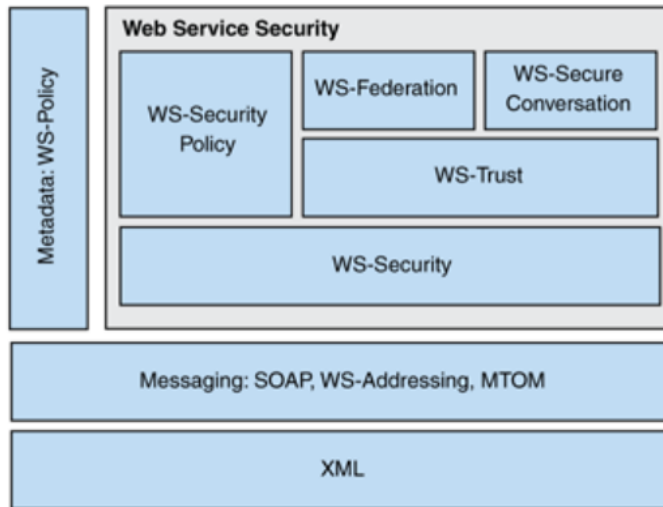 Metadata: WS-Policy
Web Service Security
WS-Security
Policy
WS-Federation
WS-Secure
Conversation
WS-Trust
WS-Security
Messaging: SOAP, WS-Addressing, MTOM
XML